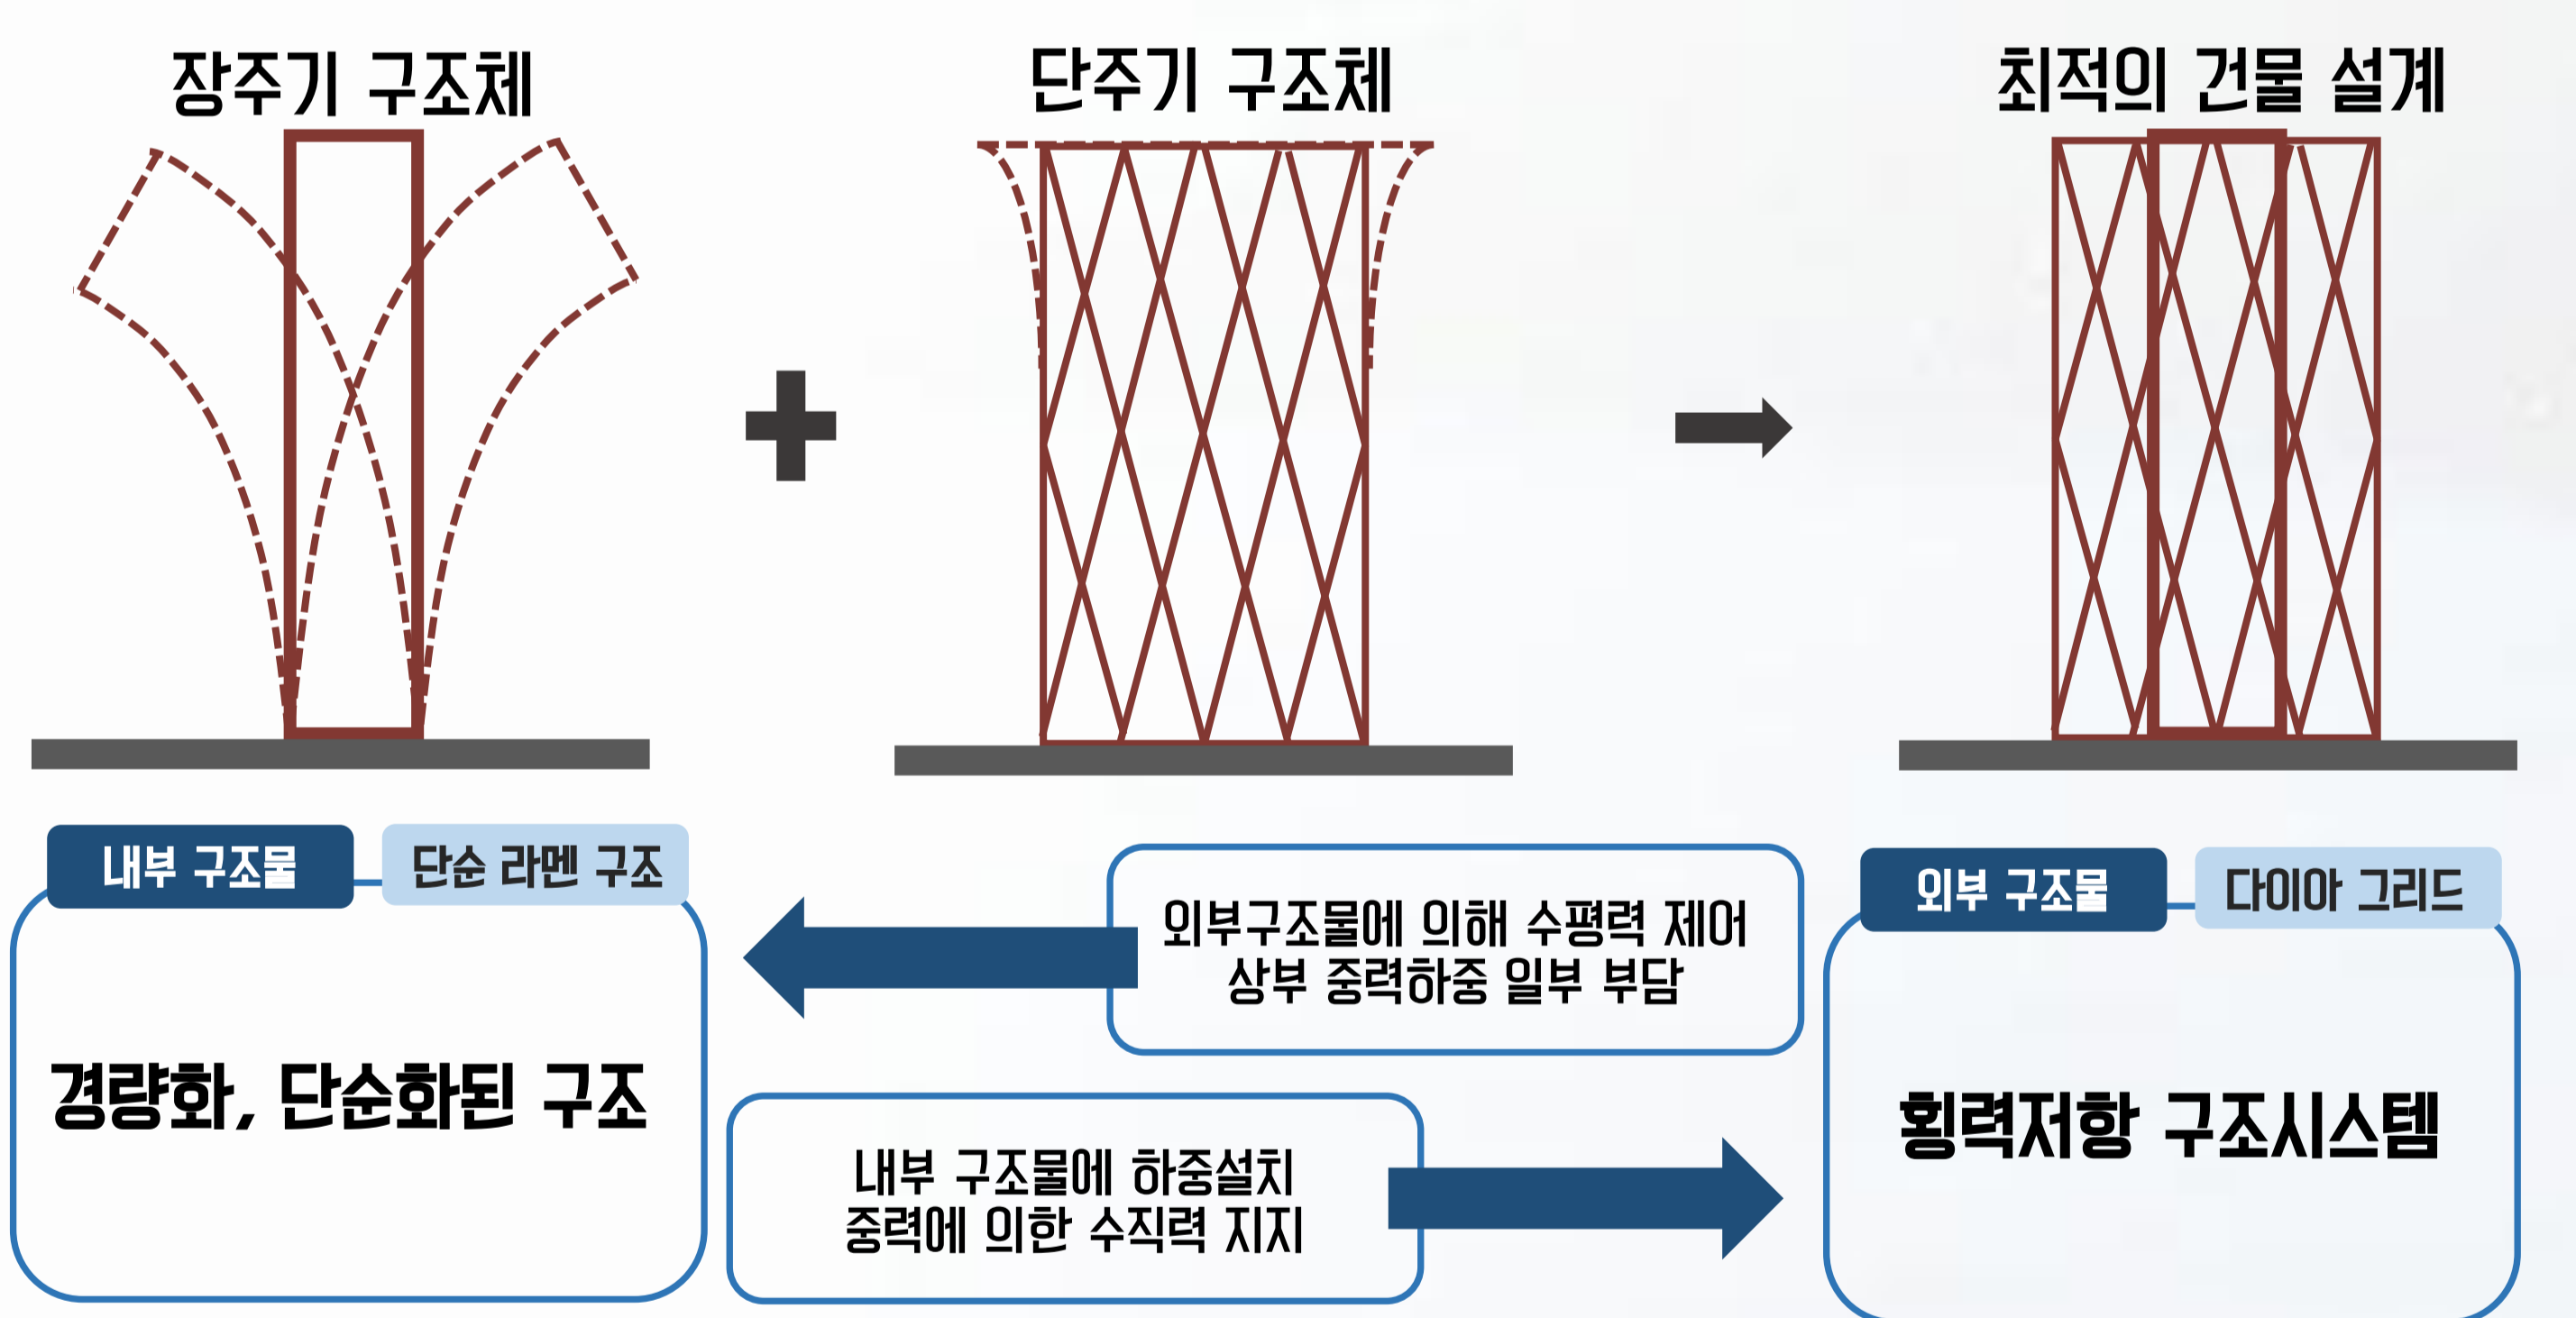 장주기 구조체
단주기 구조체
최적의 건물 설계
내부 구조물
단순 라멘 구조
경량화, 단순화된 구조
외부구조물에 의해 수평력 제어
상부 중력하중 일부 부담
내부 구조물에 하중설치
중력에 의한 수직력 지지
외부 구조물
다이아 그리드
횡력저항 구조시스템